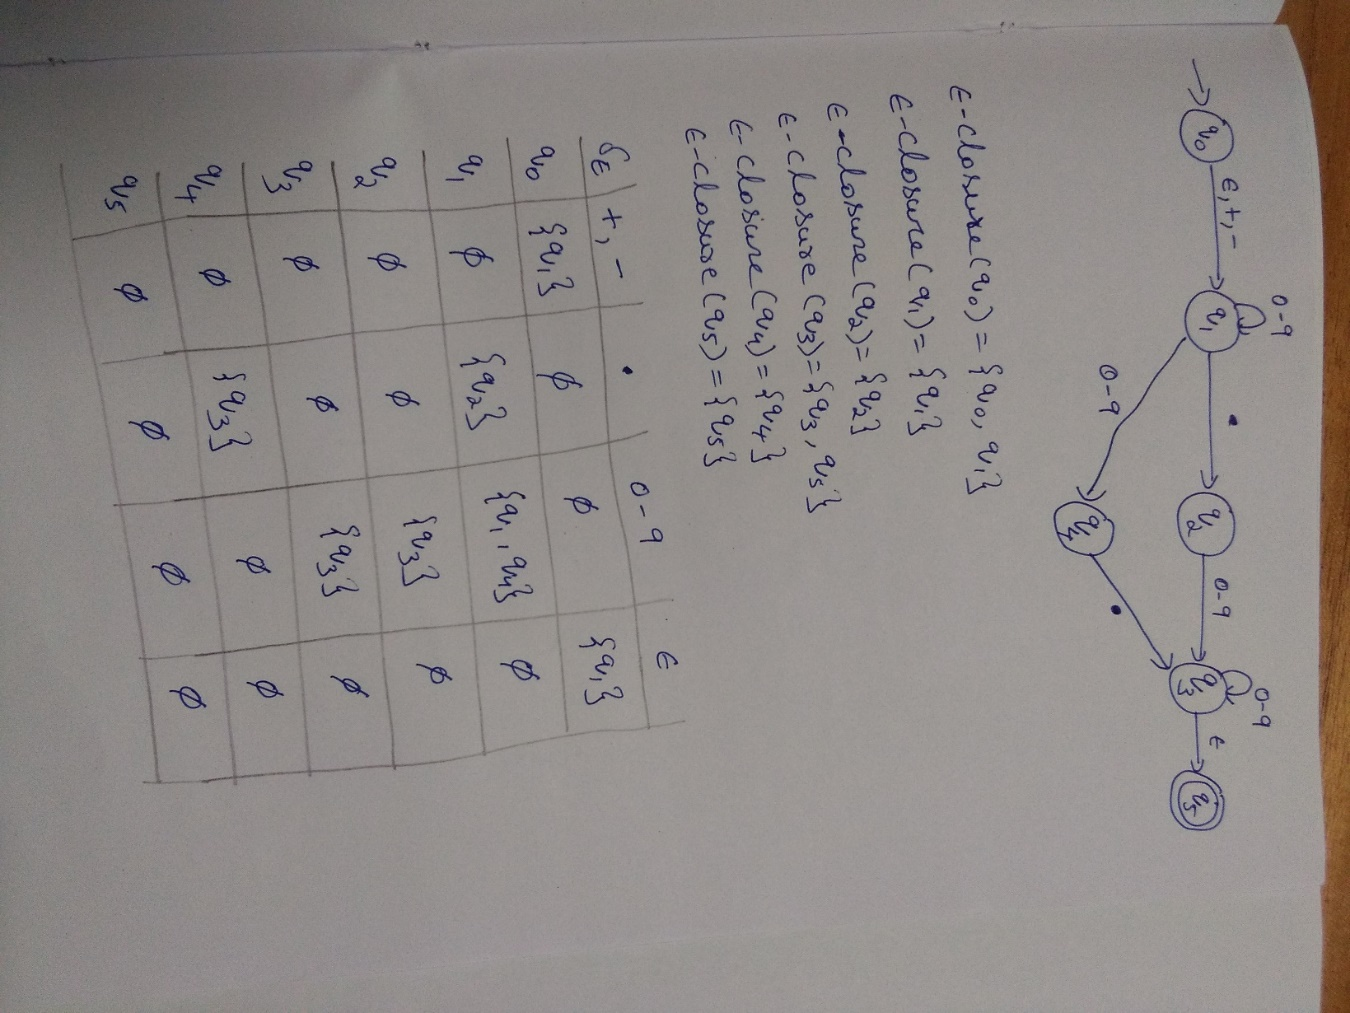 q0 ε,+,- q1 0-9 . q2 0-9 q3 0-9 ε q5
0-9 q4 .
ε-closure(q0) = {q0, q1}
ε-closure(q1) = {q1}
ε-closure(q2) = {q2}
ε-closure(q3) = {q3, q5}
ε-closure(q4) = {q4}
ε-closure(q5) = {q5}
δε +, - . 0-9 ε
q0 {q1} φ φ {q1}
q1 φ {q2} {q1, q4} φ
q2 φ φ {q3} φ
q3 φ φ {q3} φ
q4 φ {q3} φ φ
q5 φ φ φ φ